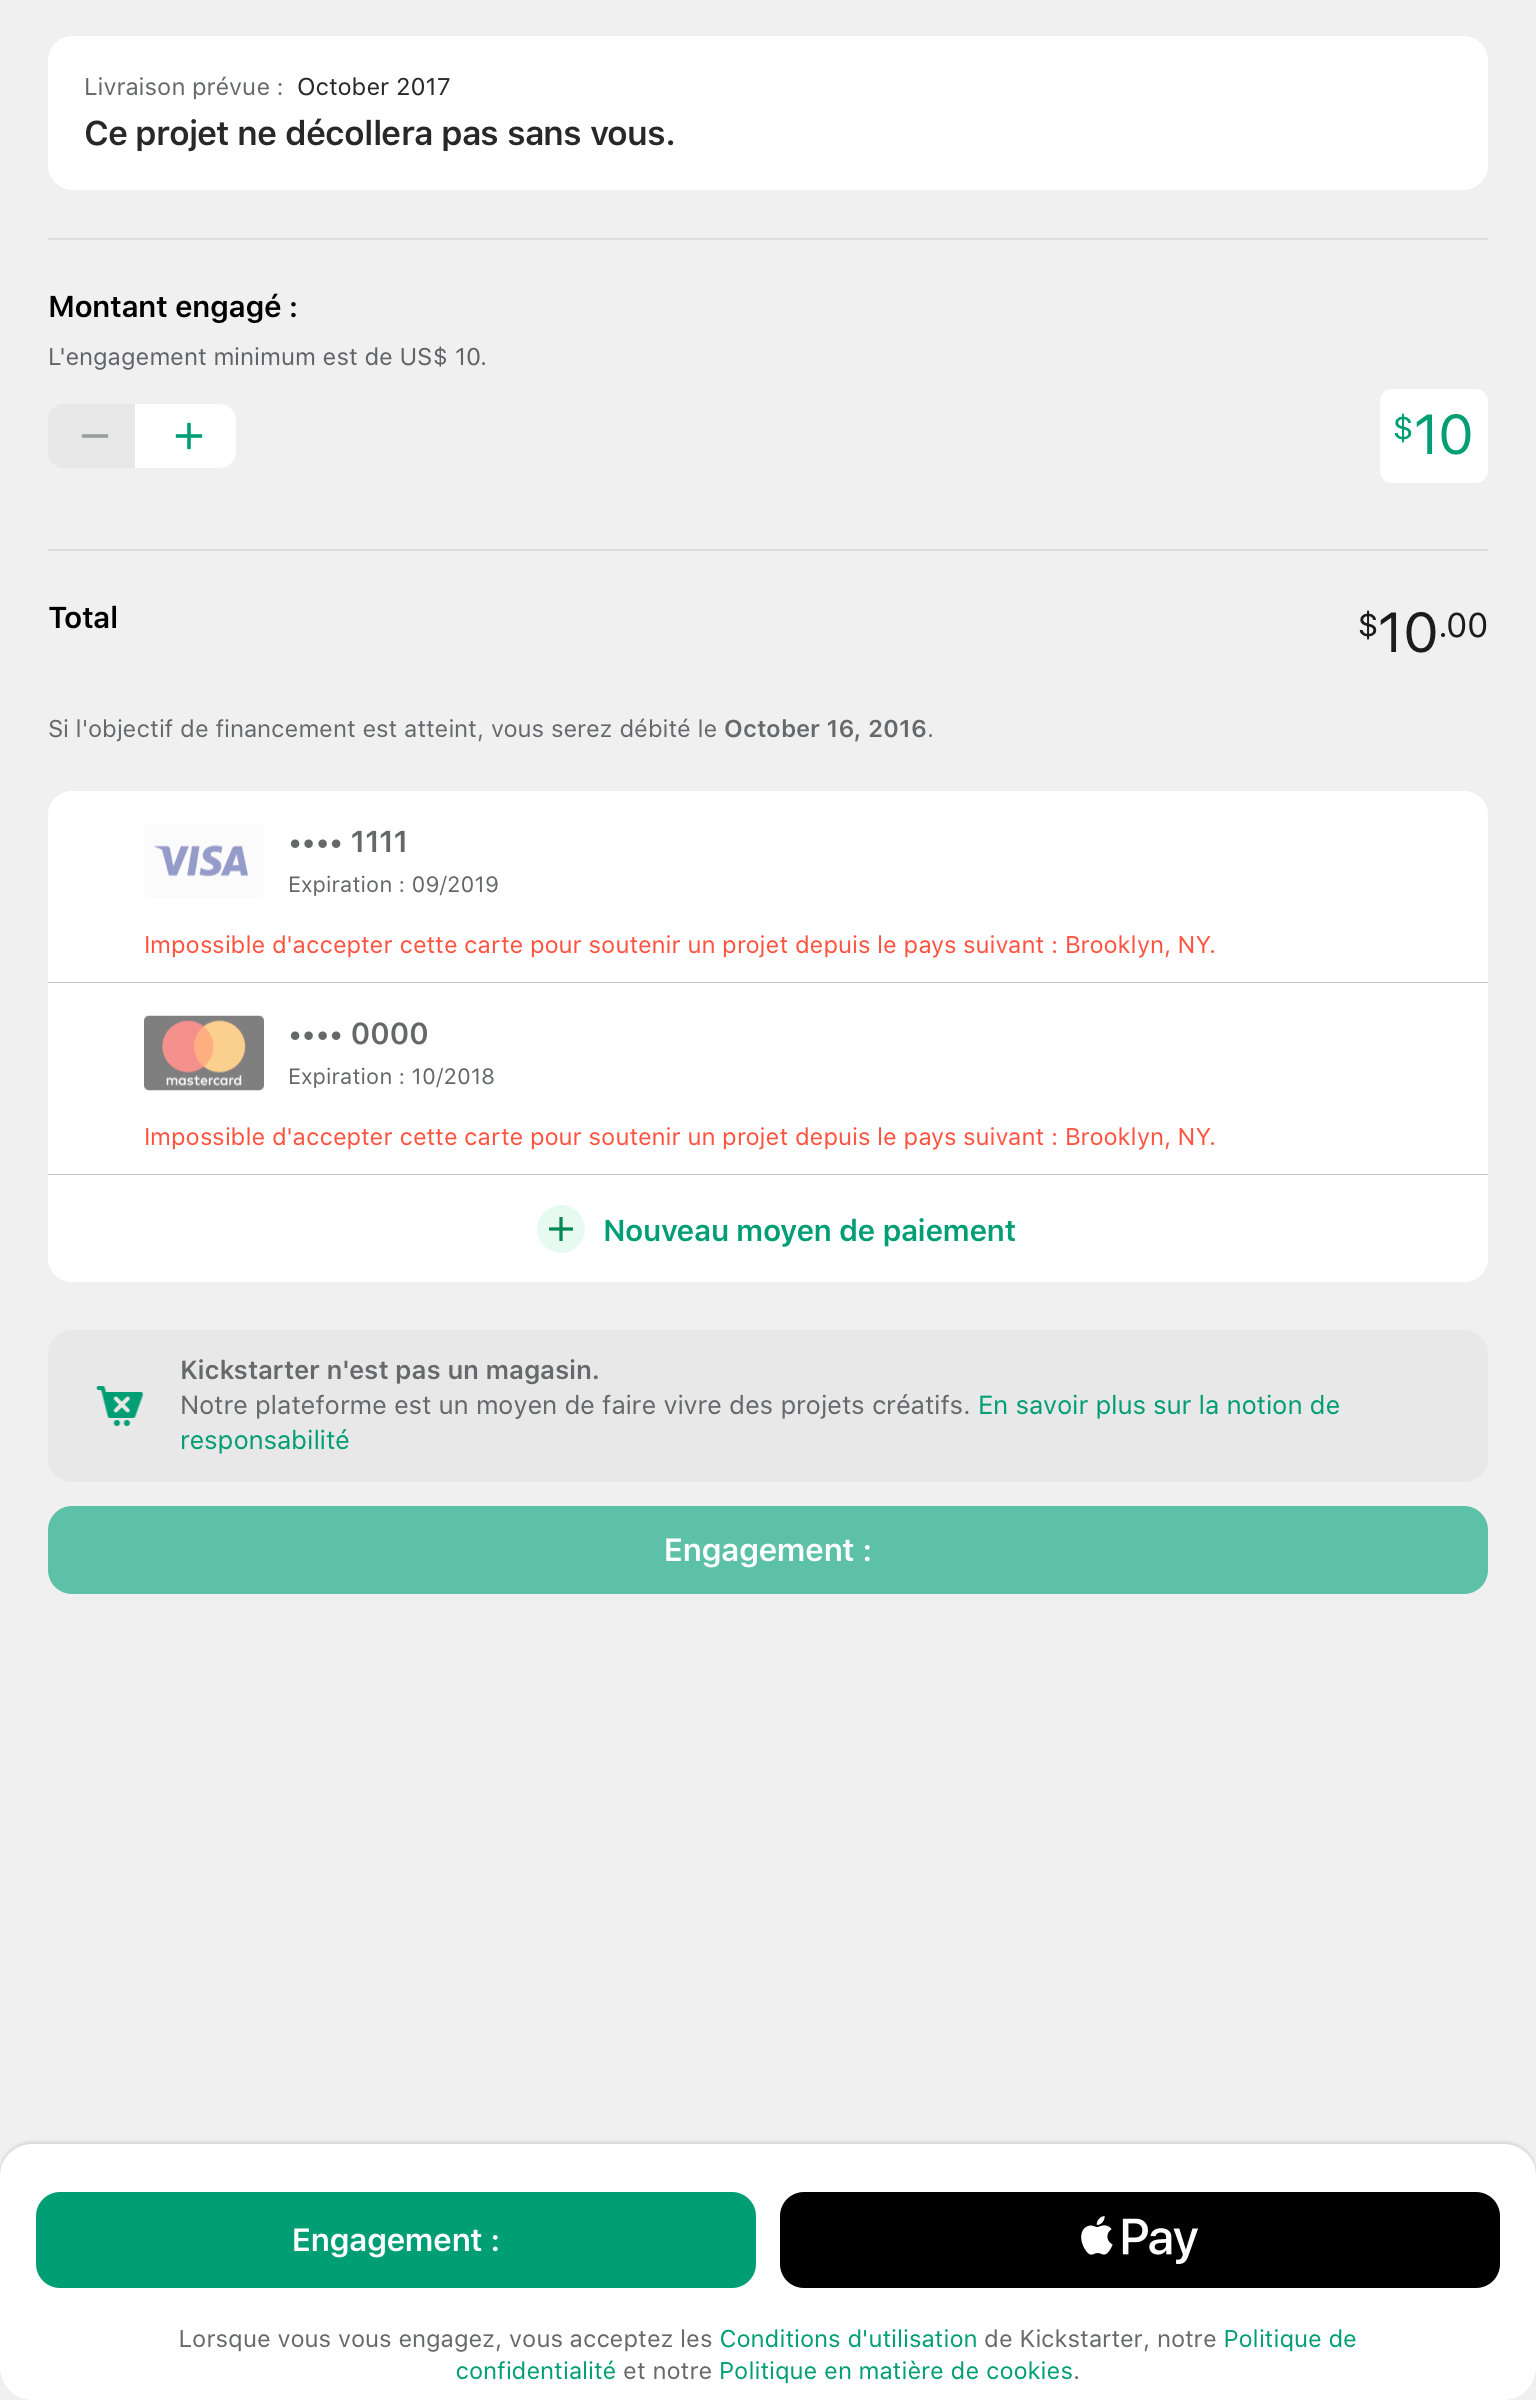 Livraison prévue : October 2017
Ce projet ne décollera pas sans vous.
Montant engagé :
L'engagement minimum est de US$ 10.
$10
Total
$10.00
Si l'objectif de financement est atteint, vous serez débité le October 16, 2016.
VISA
•••• 1111
Expiration : 09/2019
Impossible d'accepter cette carte pour soutenir un projet depuis le pays suivant : Brooklyn, NY.
mastercard
•••• 0000
Expiration : 10/2018
Impossible d'accepter cette carte pour soutenir un projet depuis le pays suivant : Brooklyn, NY.
Nouveau moyen de paiement
Kickstarter n'est pas un magasin.
Notre plateforme est un moyen de faire vivre des projets créatifs. En savoir plus sur la notion de
responsabilité
Engagement :
Engagement :
Pay
Lorsque vous vous engagez, vous acceptez les Conditions d'utilisation de Kickstarter, notre Politique de
confidentialité et notre Politique en matière de cookies.